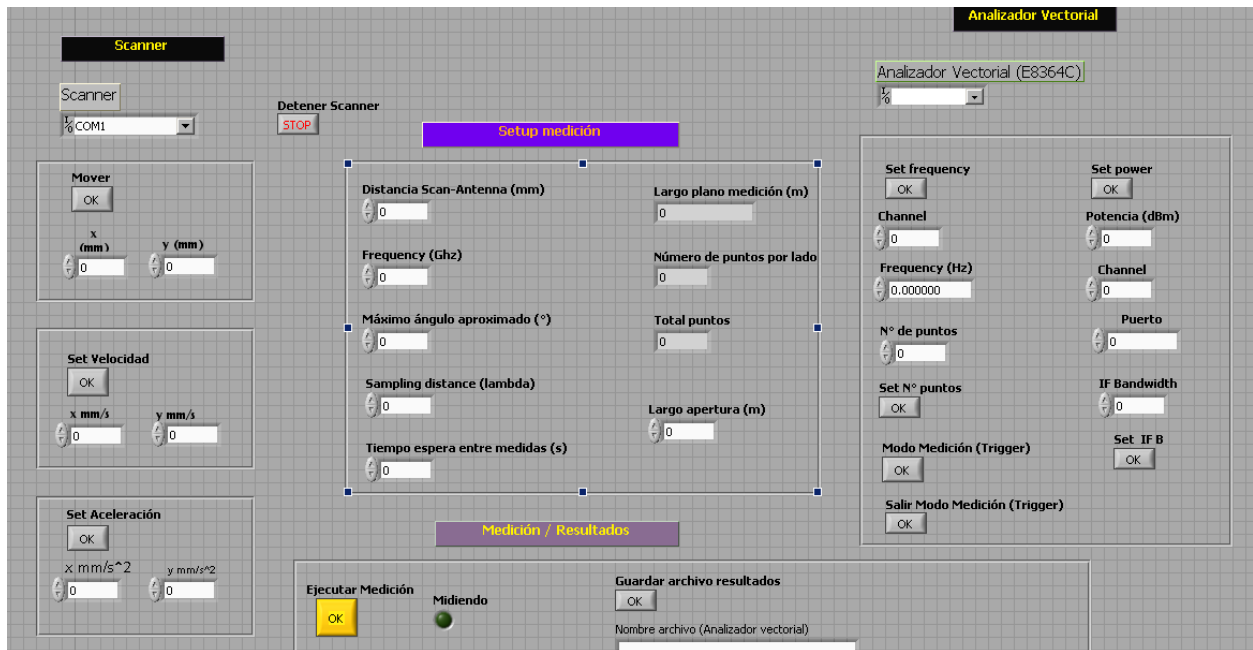 Scanner
Analizador Vectorial
Scanner
COM1
Detener Scanner
STOP
Mover
OK
x
(mm)
y (mm)
0
0
Set Velocidad
OK
x mm/s
y mm/s
0
0
Set Aceleración
OK
x mm/s^2
y mm/s^2
0
0
Setup medición
Distancia Scan-Antenna (mm)
0
Frequency (Ghz)
0
Máximo ángulo aproximado (°)
0
Sampling distance (lambda)
0
Tiempo espera entre medidas (s)
0
Largo plano medición (m)
0
Número de puntos por lado
0
Total puntos
0
Largo apertura (m)
0
Medición / Resultados
Ejecutar Medición
OK
Midiendo
Guardar archivo resultados
OK
Nombre archivo (Analizador vectorial)
Analizador Vectorial (E8364C)
Set frequency
OK
Channel
0
Frequency (Hz)
0.000000
N° de puntos
0
Set N° puntos
OK
Modo Medición (Trigger)
OK
Salir Modo Medición (Trigger)
OK
Set power
OK
Potencia (dBm)
0
Channel
0
Puerto
0
IF Bandwidth
0
Set IF B
OK